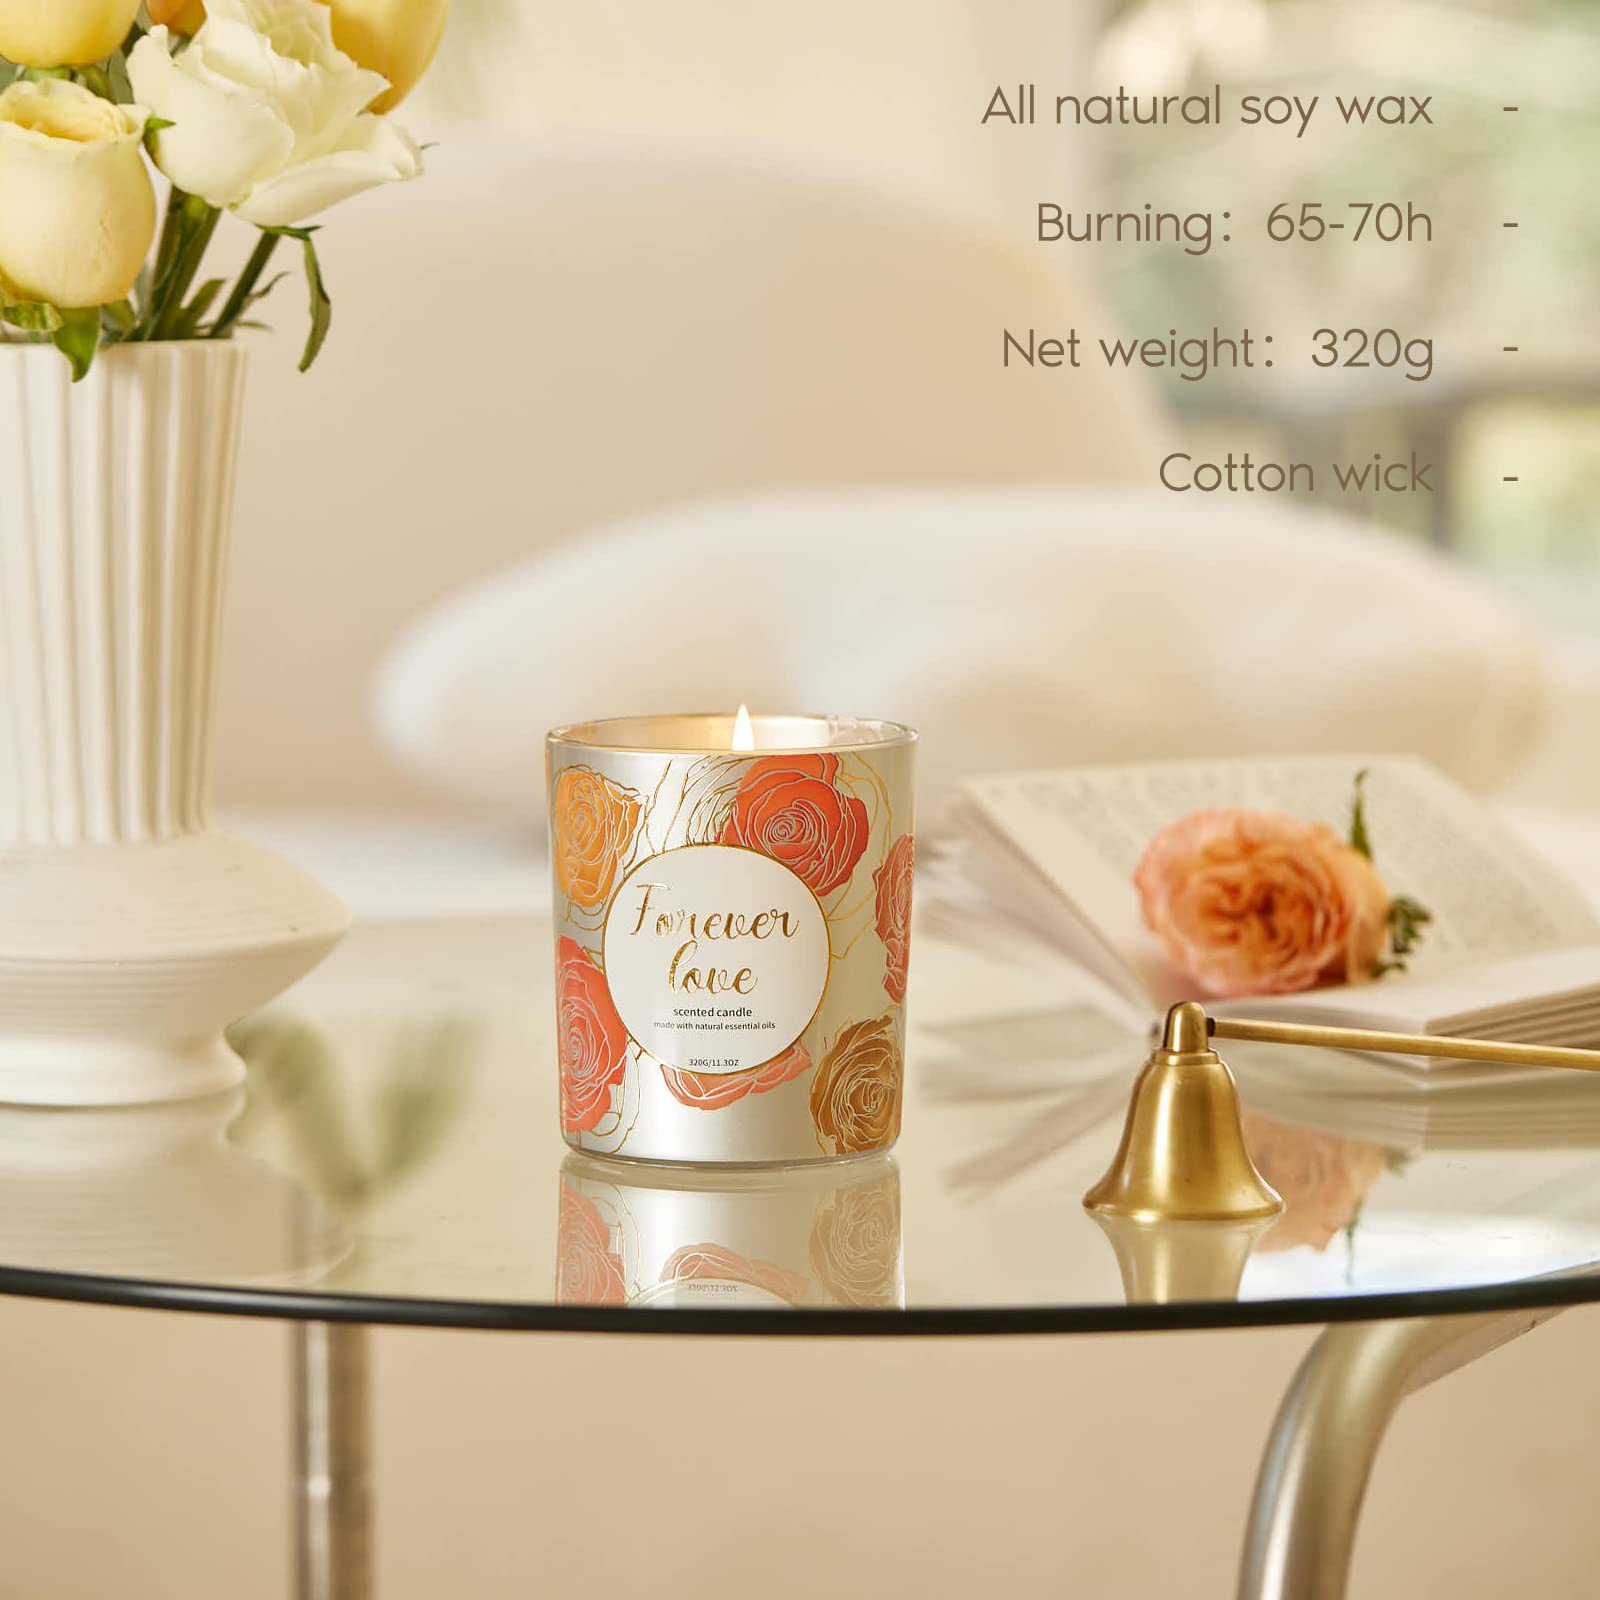 All natural soy wax -
Burning： 65-70h -
Net weight： 320g -
Cotton wick -
Forever
love
scented candle
made with natural essential oils
320G/11.3OZ